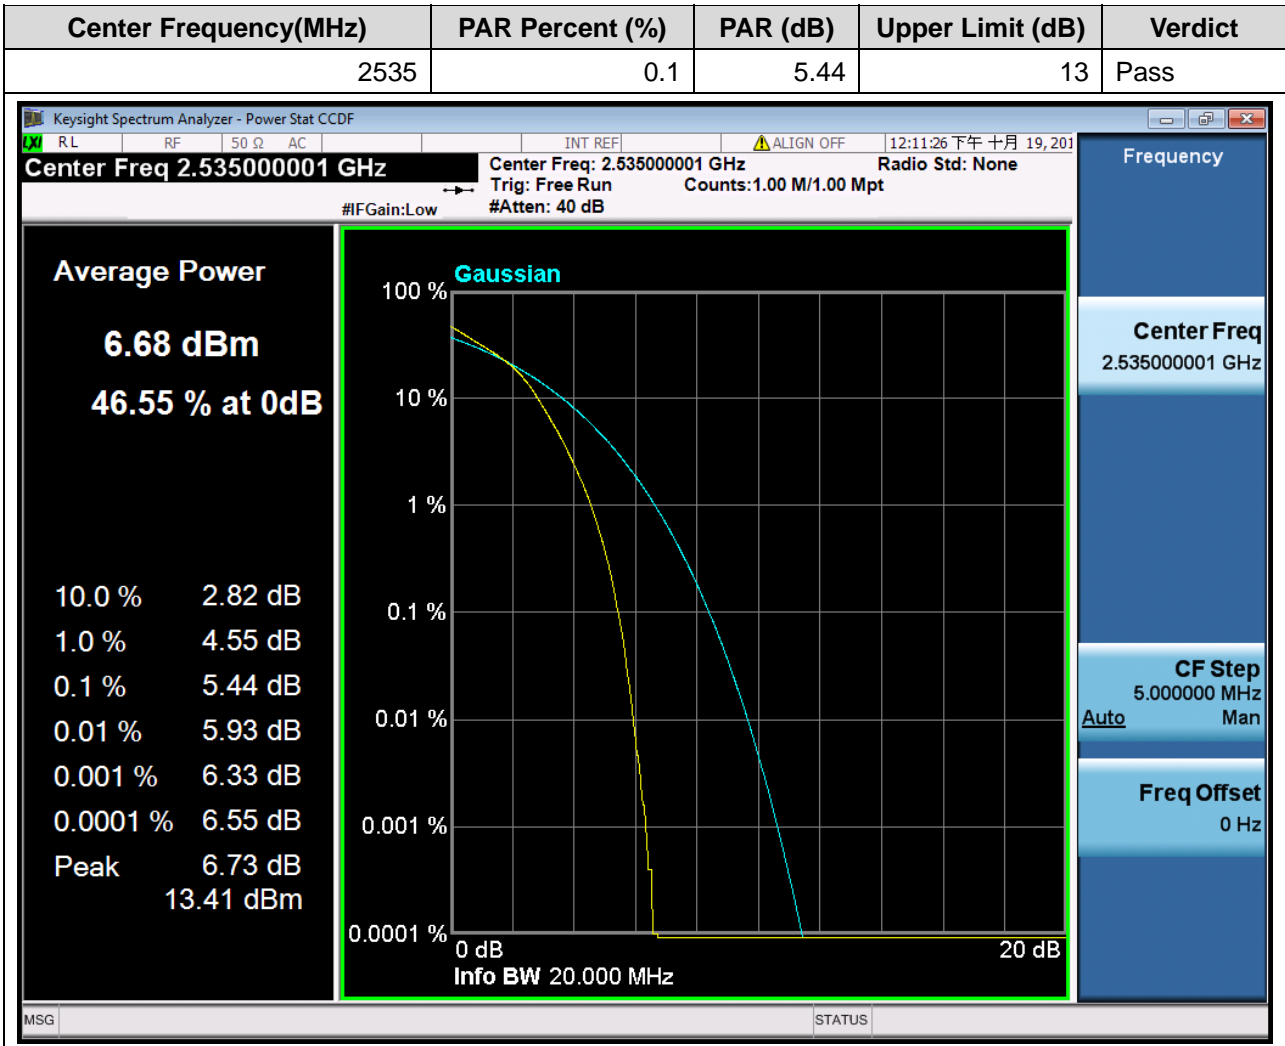 Center Frequency(MHz) PAR Percent (%) PAR (dB) Upper Limit (dB) Verdict
2535 0.1 5.44 13 Pass
Keysight Spectrum Analyzer - Power Stat CCDF
LXI RL RF 50 Ω AC INT REF ALIGN OFF 12:11:26 下午 十月 19, 201
Center Freq 2.535000001 GHz
Center Freq: 2.535000001 GHz Radio Std: None
Trig: Free Run Counts:1.00 M/1.00 Mpt
#IFGain:Low #Atten: 40 dB
Average Power
6.68 dBm
46.55 % at 0dB
10.0 % 2.82 dB
1.0 % 4.55 dB
0.1 % 5.44 dB
0.01 % 5.93 dB
0.001 % 6.33 dB
0.0001 % 6.55 dB
Peak 6.73 dB
13.41 dBm
Gaussian
100 %
10 %
1 %
0.1 %
0.01 %
0.001 %
0.0001 %
0 dB 20 dB
Info BW 20.000 MHz
Frequency
Center Freq
2.535000001 GHz
CF Step
5.000000 MHz
Auto Man
Freq Offset
0 Hz
MSG STATUS